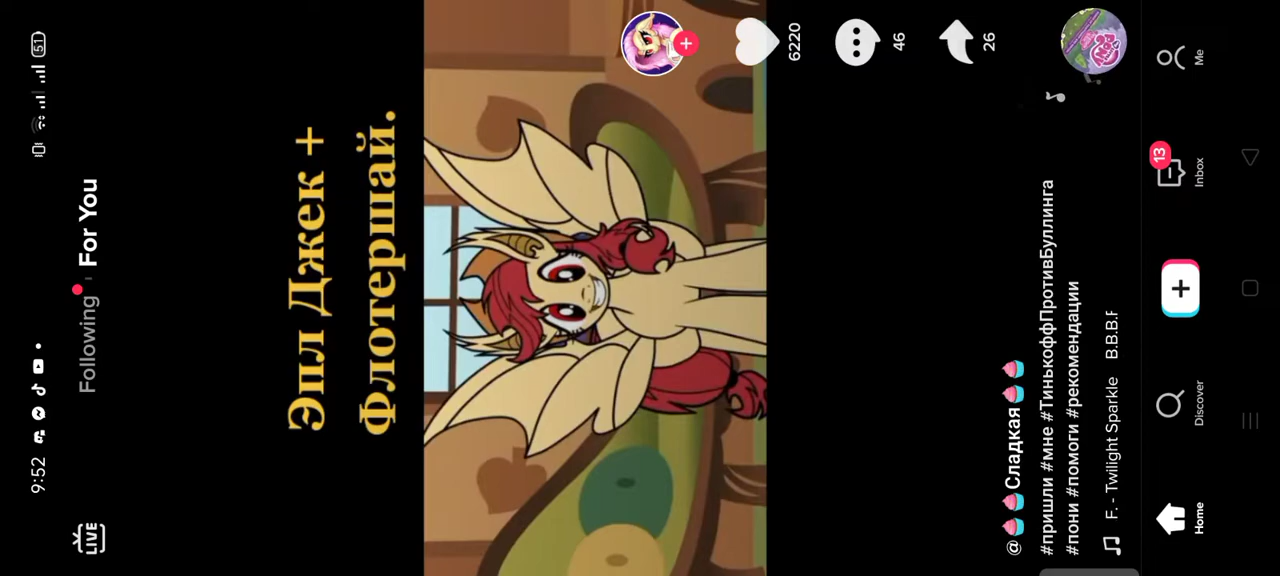 9:52
51
LIVE
Following
For You
Эпл Джек +
Флотершай.
6220
46
26
@🧁🧁Сладкая🧁🧁
#пришли #мне #ТинькоффПротивБуллинга
#пони #помоги #рекомендации
F. - Twilight Sparkle B.B.F
Home
Discover
13
Inbox
Me